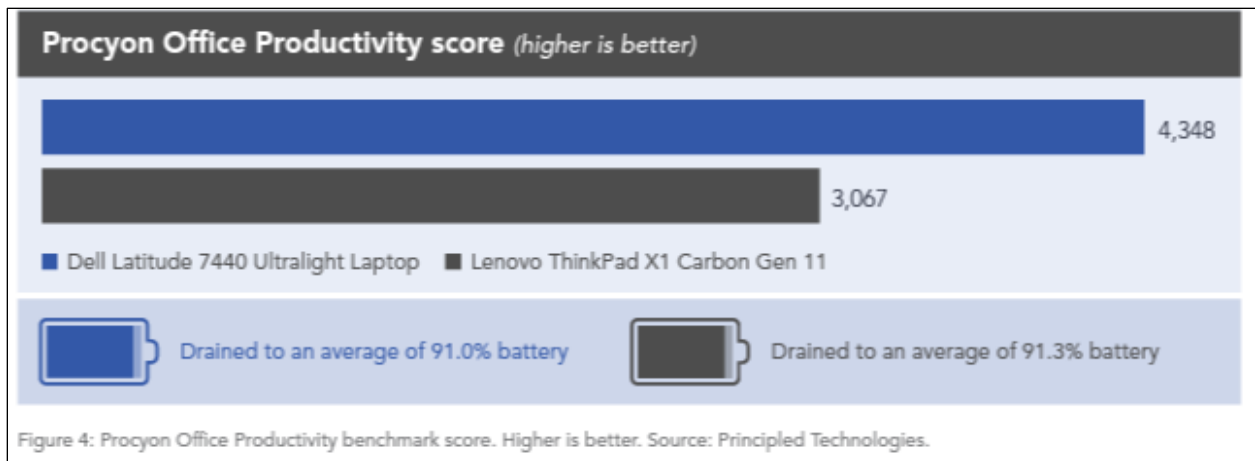 Procyon Office Productivity score (higher is better)
4,348
3,067
Dell Latitude 7440 Ultralight Laptop Lenovo ThinkPad X1 Carbon Gen 11
Drained to an average of 91.0% battery Drained to an average of 91.3% battery
Figure 4: Procyon Office Productivity benchmark score. Higher is better. Source: Principled Technologies.